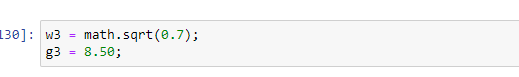 130]: w3 = math.sqrt(0.7);
g3 = 8.50;